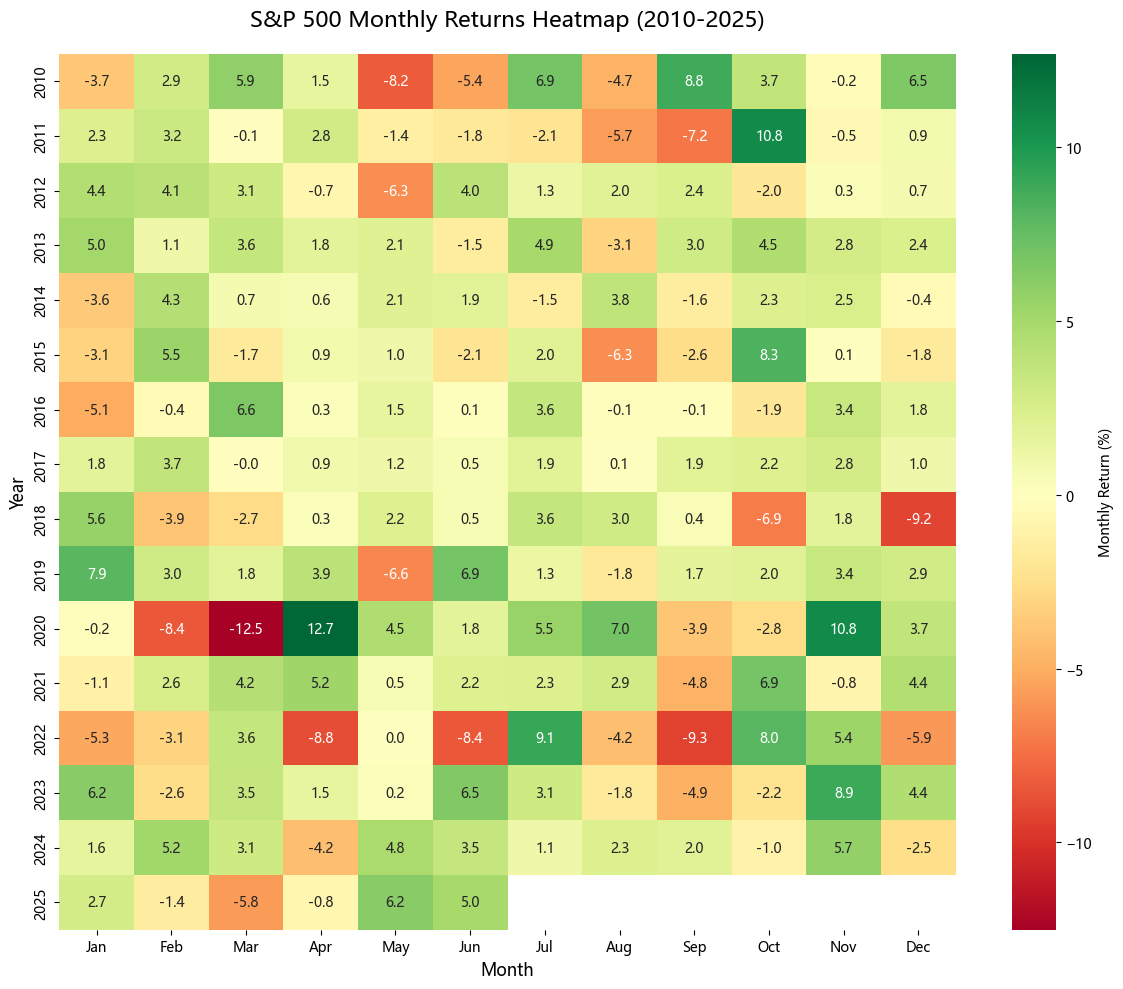 S&P 500 Monthly Returns Heatmap (2010-2025)
2010 -3.7 2.9 5.9 1.5 -8.2 -5.4 6.9 -4.7 8.8 3.7 -0.2 6.5
2011 2.3 3.2 -0.1 2.8 -1.4 -1.8 -2.1 -5.7 -7.2 10.8 -0.5 0.9
2012 4.4 4.1 3.1 -0.7 -6.3 4.0 1.3 2.0 2.4 -2.0 0.3 0.7
2013 5.0 1.1 3.6 1.8 2.1 -1.5 4.9 -3.1 3.0 4.5 2.8 2.4
2014 -3.6 4.3 0.7 0.6 2.1 1.9 -1.5 3.8 -1.6 2.3 2.5 -0.4
2015 -3.1 5.5 -1.7 0.9 1.0 -2.1 2.0 -6.3 -2.6 8.3 0.1 -1.8
2016 -5.1 -0.4 6.6 0.3 1.5 0.1 3.6 -0.1 -0.1 -1.9 3.4 1.8
2017 1.8 3.7 -0.0 0.9 1.2 0.5 1.9 0.1 1.9 2.2 2.8 1.0
2018 5.6 -3.9 -2.7 0.3 2.2 0.5 3.6 3.0 0.4 -6.9 1.8 -9.2
2019 7.9 3.0 1.8 3.9 -6.6 6.9 1.3 -1.8 1.7 2.0 3.4 2.9
2020 -0.2 -8.4 -12.5 12.7 4.5 1.8 5.5 7.0 -3.9 -2.8 10.8 3.7
2021 -1.1 2.6 4.2 5.2 0.5 2.2 2.3 2.9 -4.8 6.9 -0.8 4.4
2022 -5.3 -3.1 3.6 -8.8 0.0 -8.4 9.1 -4.2 -9.3 8.0 5.4 -5.9
2023 6.2 -2.6 3.5 1.5 0.2 6.5 3.1 -1.8 -4.9 -2.2 8.9 4.4
2024 1.6 5.2 3.1 -4.2 4.8 3.5 1.1 2.3 2.0 -1.0 5.7 -2.5
2025 2.7 -1.4 -5.8 -0.8 6.2 5.0
Jan Feb Mar Apr May Jun Jul Aug Sep Oct Nov Dec
Month
Year
10
5
0
−5
−10
Monthly Return (%)